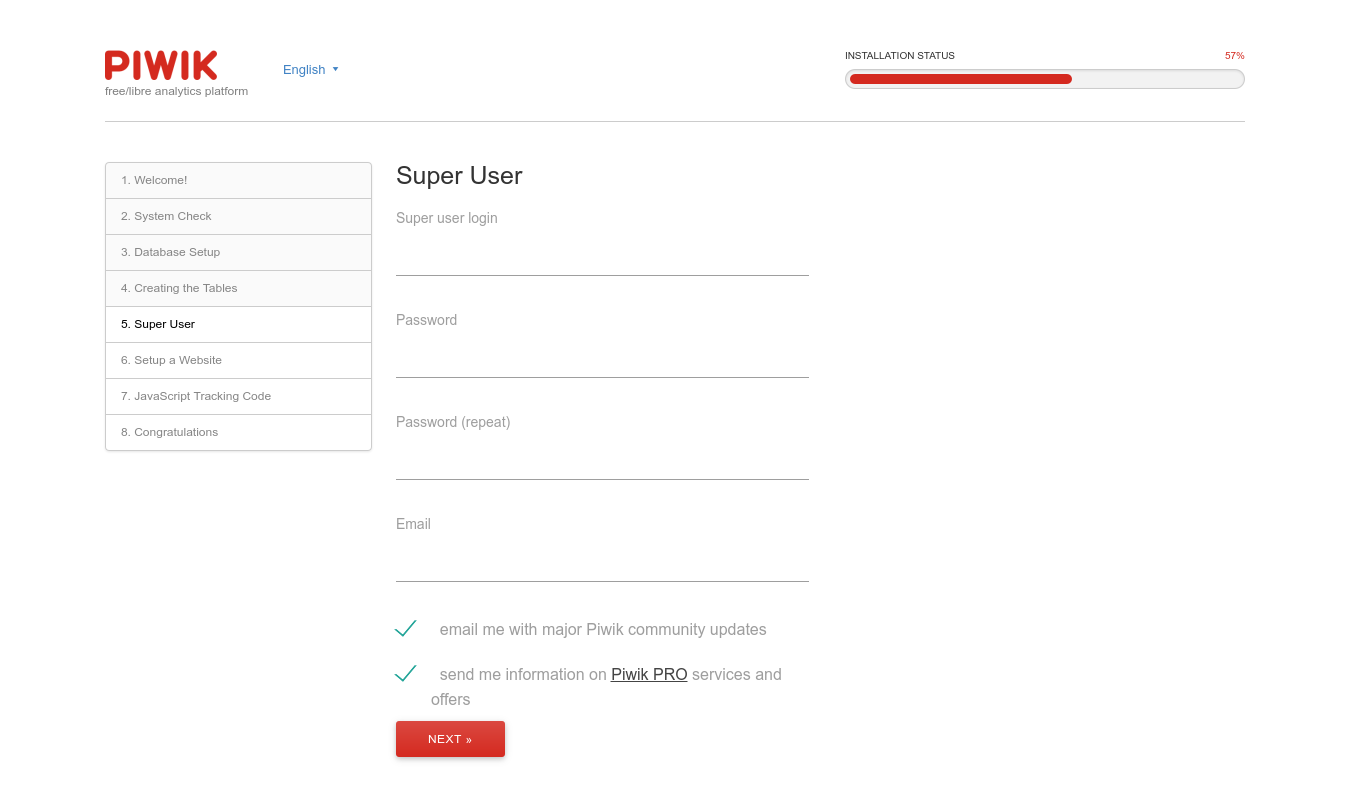 PIWIK
free/libre analytics platform
English
INSTALLATION STATUS 57%
1. Welcome!
2. System Check
3. Database Setup
4. Creating the Tables
5. Super User
6. Setup a Website
7. JavaScript Tracking Code
8. Congratulations
Super User
Super user login
Password
Password (repeat)
Email
email me with major Piwik community updates
send me information on Piwik PRO services and
offers
NEXT »